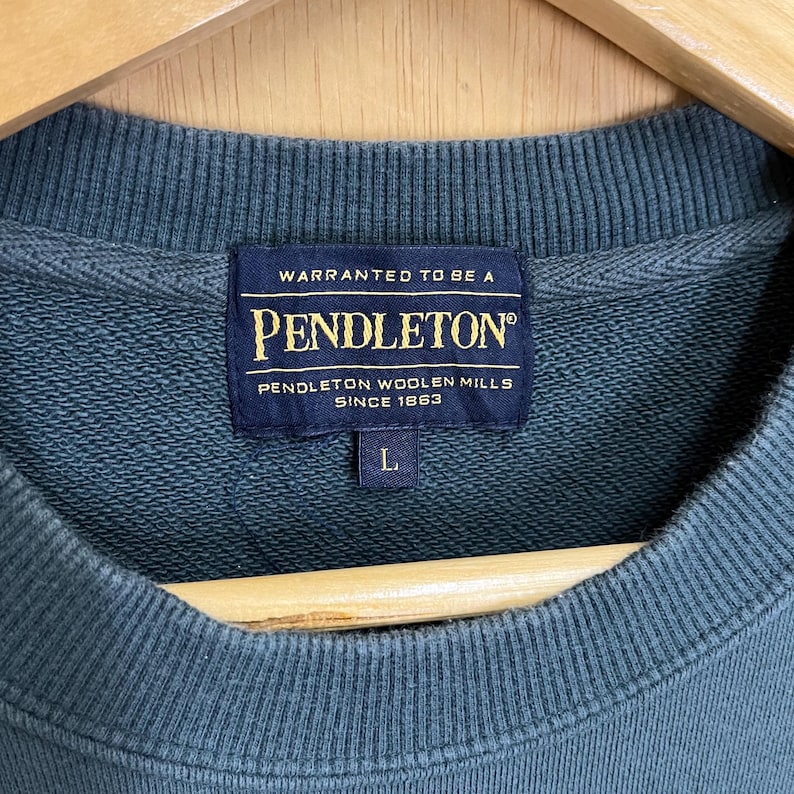 WARRANTED TO BE A
PENDLETON®
PENDLETON WOOLEN MILLS
SINCE 1863
L